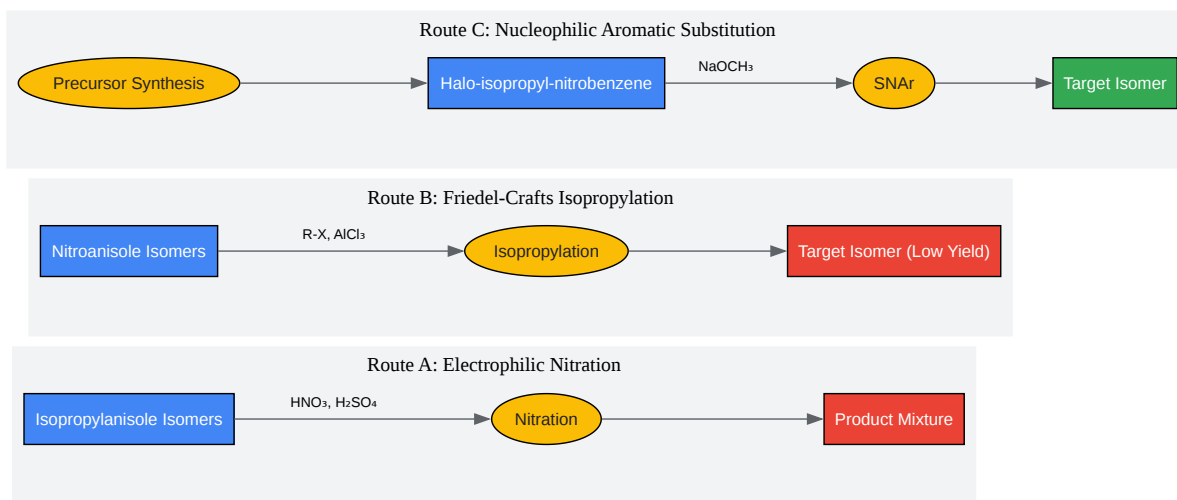 Route C: Nucleophilic Aromatic Substitution
Precursor Synthesis
Halo-isopropyl-nitrobenzene
NaOCH₃
SNAr
Target Isomer
Route B: Friedel-Crafts Isopropylation
Nitroanisole Isomers
R-X, AlCl₃
Isopropylation
Target Isomer (Low Yield)
Route A: Electrophilic Nitration
Isopropylanisole Isomers
HNO₃, H₂SO₄
Nitration
Product Mixture